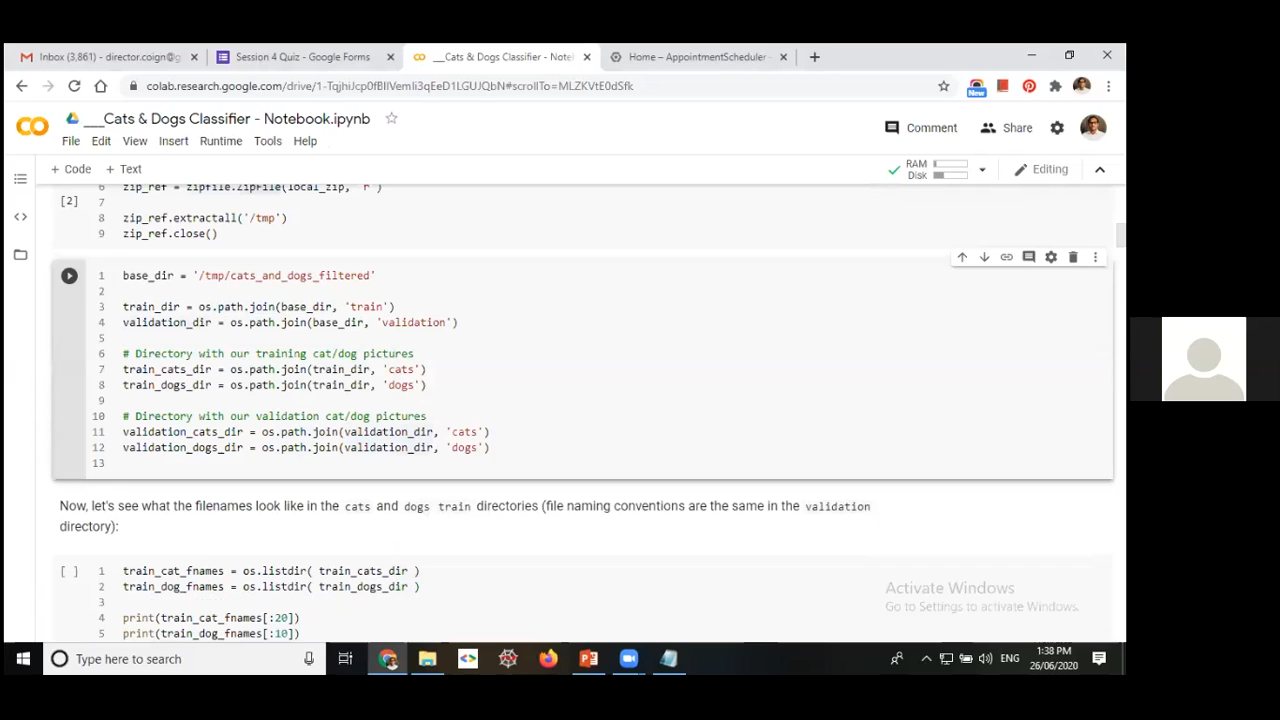 Inbox (3,861) - director.coign@g
Session 4 Quiz - Google Forms
___Cats & Dogs Classifier - Note
Home – AppointmentScheduler -
colab.research.google.com/drive/1-TqjhiJcp0fBIlVemIi3qEeD1LGUJQbN#scrollTo=MLZKVtE0dSfk
New
___Cats & Dogs Classifier - Notebook.ipynb
Comment
Share
File Edit View Insert Runtime Tools Help
+ Code + Text
RAM
Disk
Editing
6 zip_ref = zipfile.ZipFile(local_zip, 'r')
[2]
7
8 zip_ref.extractall('/tmp')
9 zip_ref.close()
1 base_dir = '/tmp/cats_and_dogs_filtered'
2
3 train_dir = os.path.join(base_dir, 'train')
4 validation_dir = os.path.join(base_dir, 'validation')
5
6 # Directory with our training cat/dog pictures
7 train_cats_dir = os.path.join(train_dir, 'cats')
8 train_dogs_dir = os.path.join(train_dir, 'dogs')
9
10 # Directory with our validation cat/dog pictures
11 validation_cats_dir = os.path.join(validation_dir, 'cats')
12 validation_dogs_dir = os.path.join(validation_dir, 'dogs')
13
Now, let's see what the filenames look like in the cats and dogs train directories (file naming conventions are the same in the validation
directory):
[ ] 1 train_cat_fnames = os.listdir( train_cats_dir )
2 train_dog_fnames = os.listdir( train_dogs_dir )
3
4 print(train_cat_fnames[:20])
5 print(train_dog_fnames[:10])
Activate Windows
Go to Settings to activate Windows.
Type here to search
ENG
1:38 PM
26/06/2020